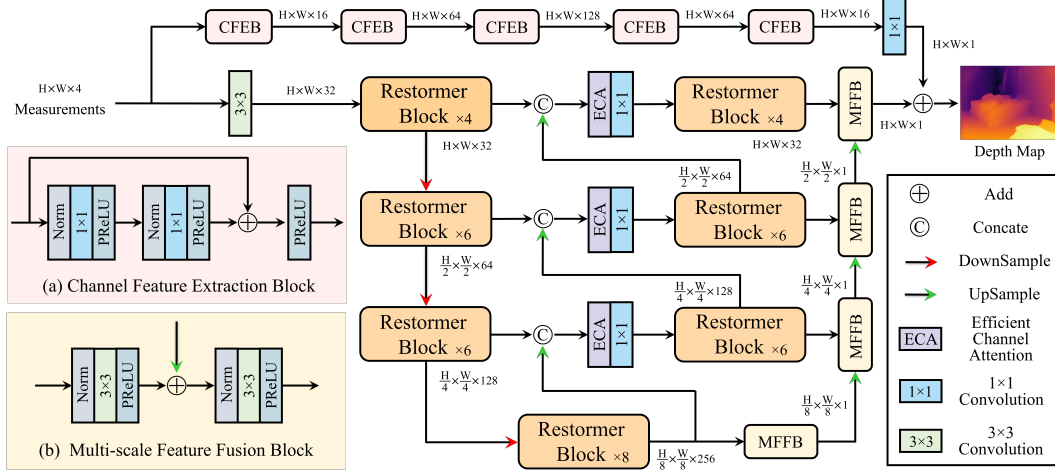 H×W×16
H×W×64
H×W×128
H×W×64
H×W×16
CFEB
CFEB
CFEB
CFEB
CFEB
1×1
H×W×1
H×W×4
Measurements
3×3
H×W×32
Restormer
Block ×4
C
ECA
1×1
Restormer
Block ×4
MFFB
H×W×1
Depth Map
H×W×32
H×W×32
H/2×W/2×64
H/2×W/2×1
Restormer
Block ×6
C
ECA
1×1
Restormer
Block ×6
MFFB
H/2×W/2×64
H/4×W/4×128
H/4×W/4×1
Restormer
Block ×6
C
ECA
1×1
Restormer
Block ×6
MFFB
H/4×W/4×128
H/8×W/8×1
Restormer
Block ×8
H/8×W/8×256
MFFB
Norm
1×1
PReLU
Norm
1×1
PReLU
PReLU
(a) Channel Feature Extraction Block
Norm
3×3
PReLU
Norm
3×3
PReLU
(b) Multi-scale Feature Fusion Block
Add
C
Concate
DownSample
UpSample
ECA
Efficient
Channel
Attention
1×1
1×1
Convolution
3×3
3×3
Convolution